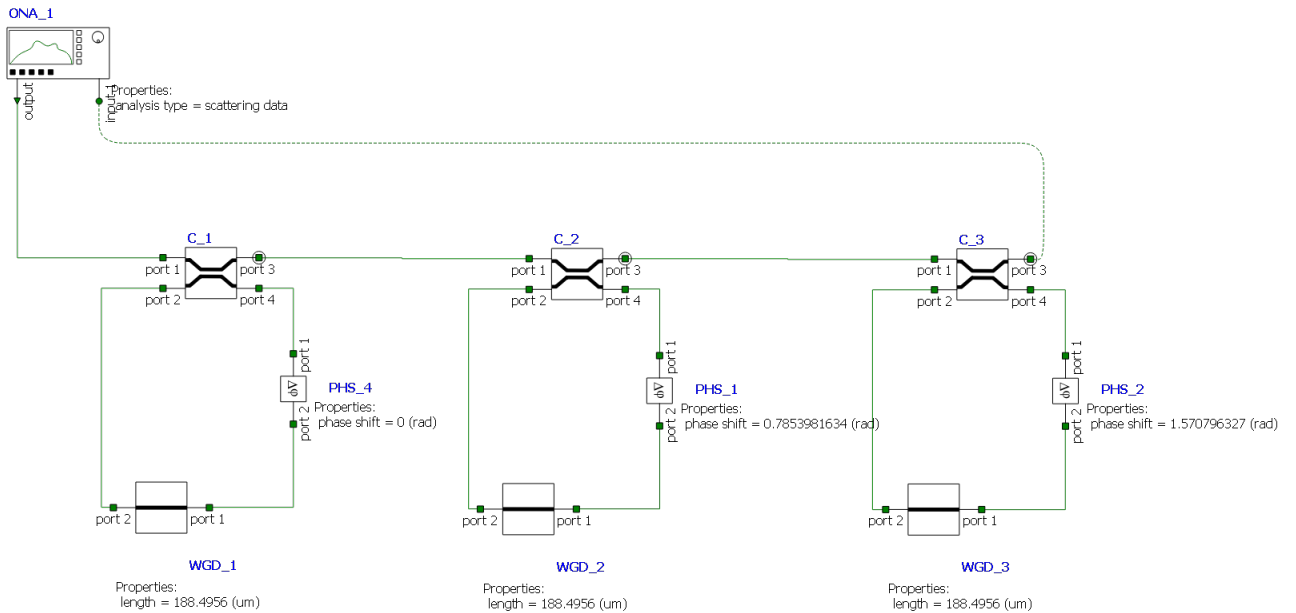 ONA_1
output
input 1
Properties:
analysis type = scattering data
C_1
port 1
port 3
port 2
port 4
C_2
port 1
port 3
port 2
port 4
C_3
port 1
port 3
port 2
port 4
port 1
ΔΦ
PHS_4
port 2
Properties:
phase shift = 0 (rad)
port 1
ΔΦ
PHS_1
port 2
Properties:
phase shift = 0.7853981634 (rad)
port 1
ΔΦ
PHS_2
port 2
Properties:
phase shift = 1.570796327 (rad)
port 2
port 1
WGD_1
Properties:
length = 188.4956 (um)
port 2
port 1
WGD_2
Properties:
length = 188.4956 (um)
port 2
port 1
WGD_3
Properties:
length = 188.4956 (um)